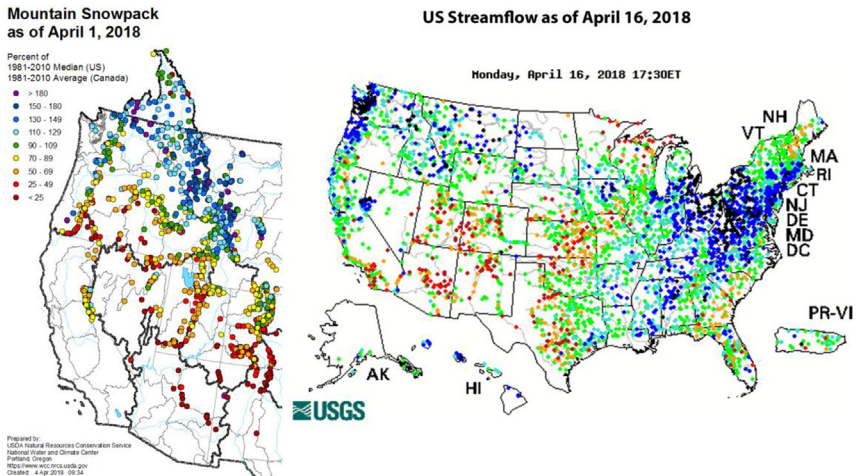 Mountain Snowpack
as of April 1, 2018
Percent of
1981-2010 Median (US)
1981-2010 Average (Canada)
> 180
150 - 180
130 - 149
110 - 129
90 - 109
70 - 89
50 - 69
25 - 49
< 25
Prepared by:
USDA Natural Resources Conservation Service
National Water and Climate Center
Portland, Oregon
https://www.wcc.nrcs.usda.gov
Created: 4 Apr 2018 09:34
US Streamflow as of April 16, 2018
Monday, April 16, 2018 17:30ET
NH
VT
MA
RI
CT
NJ
DE
MD
DC
PR-VI
AK
HI
USGS